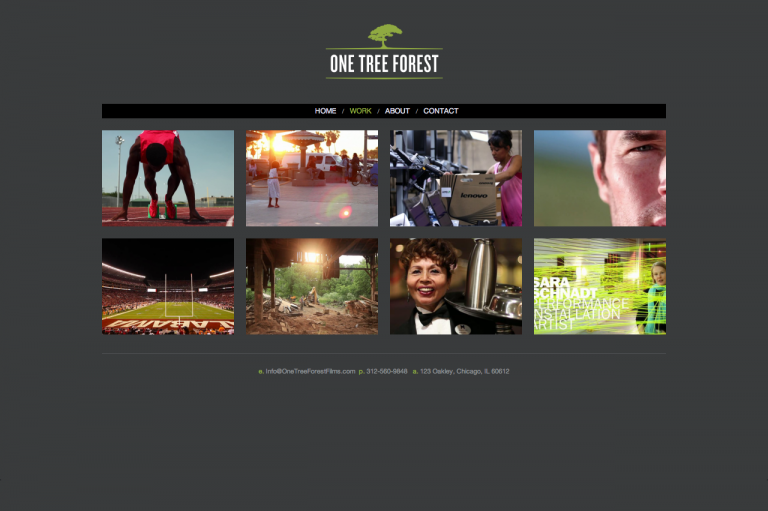 ONE TREE FOREST
HOME / WORK / ABOUT / CONTACT
lenovo
SARA
SCHNADT
PERFORMANCE
INSTALLATION
ARTIST
e. Info@OneTreeForestFilms.com p. 312-560-9848 a. 123 Oakley, Chicago, IL 60612